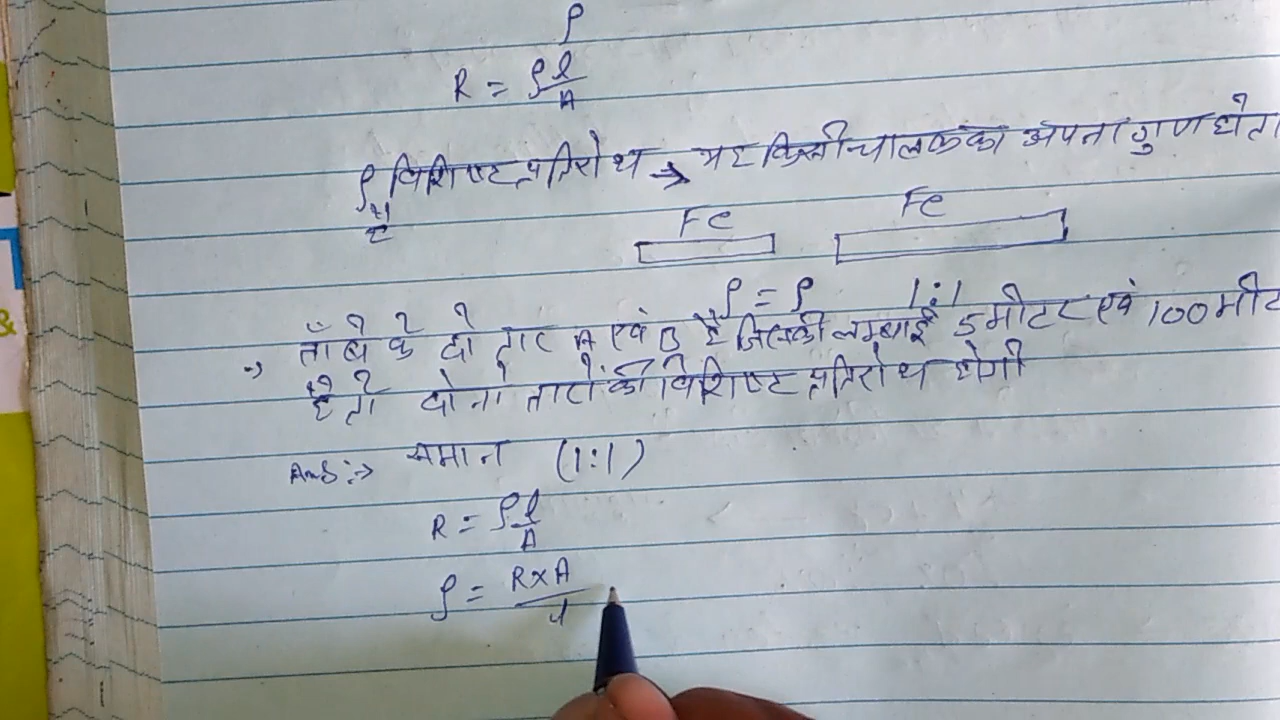 ρ
R = ρ l/A
ρ विशिष्ट प्रतिरोध → यह किसी चालक का अपना गुण होता
Fe Fe
ρ = ρ 1:1
ताँबे के दो तार A एवं B है जिसकी लम्बाई 5 मीटर एवं 100 मीट
है तो दोनों तारों की विशिष्ट प्रतिरोध होगी
Ans :→ समान (1:1)
R = ρ l/A
ρ = R×A/l